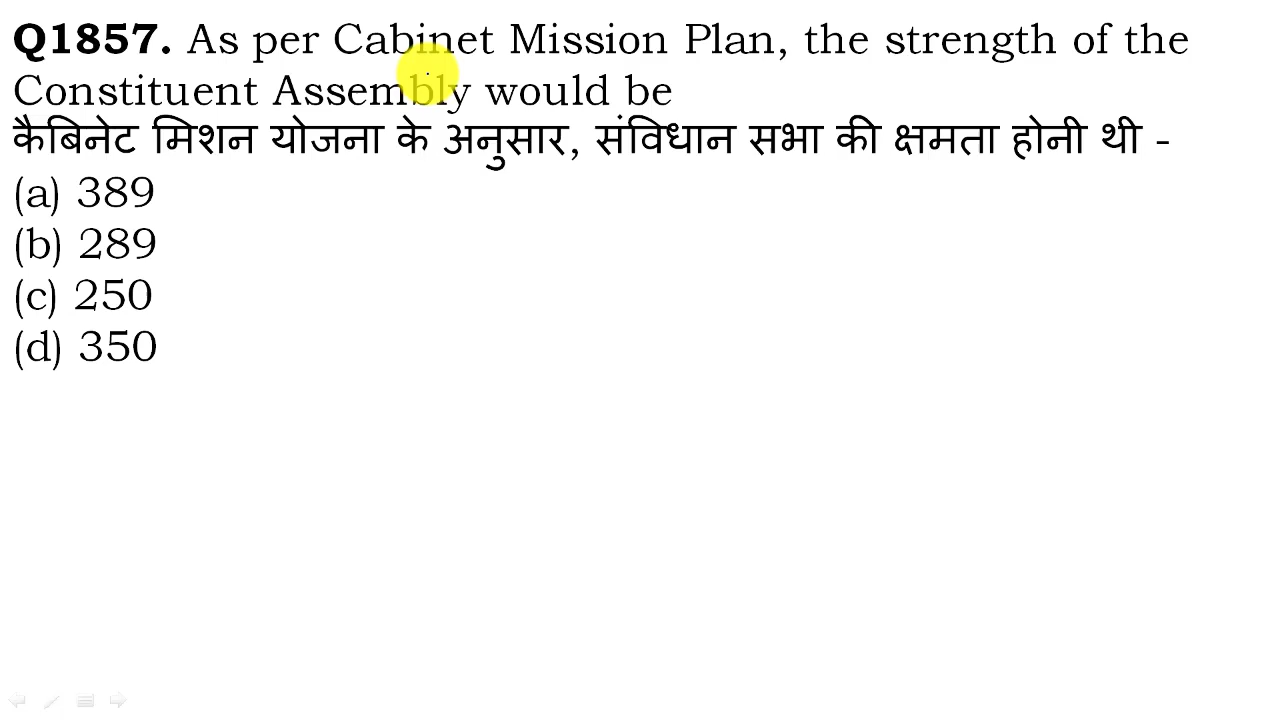 Q1857. As per Cabinet Mission Plan, the strength of the
Constituent Assembly would be
कैबिनेट मिशन योजना के अनुसार, संविधान सभा की क्षमता होनी थी -
(a) 389
(b) 289
(c) 250
(d) 350